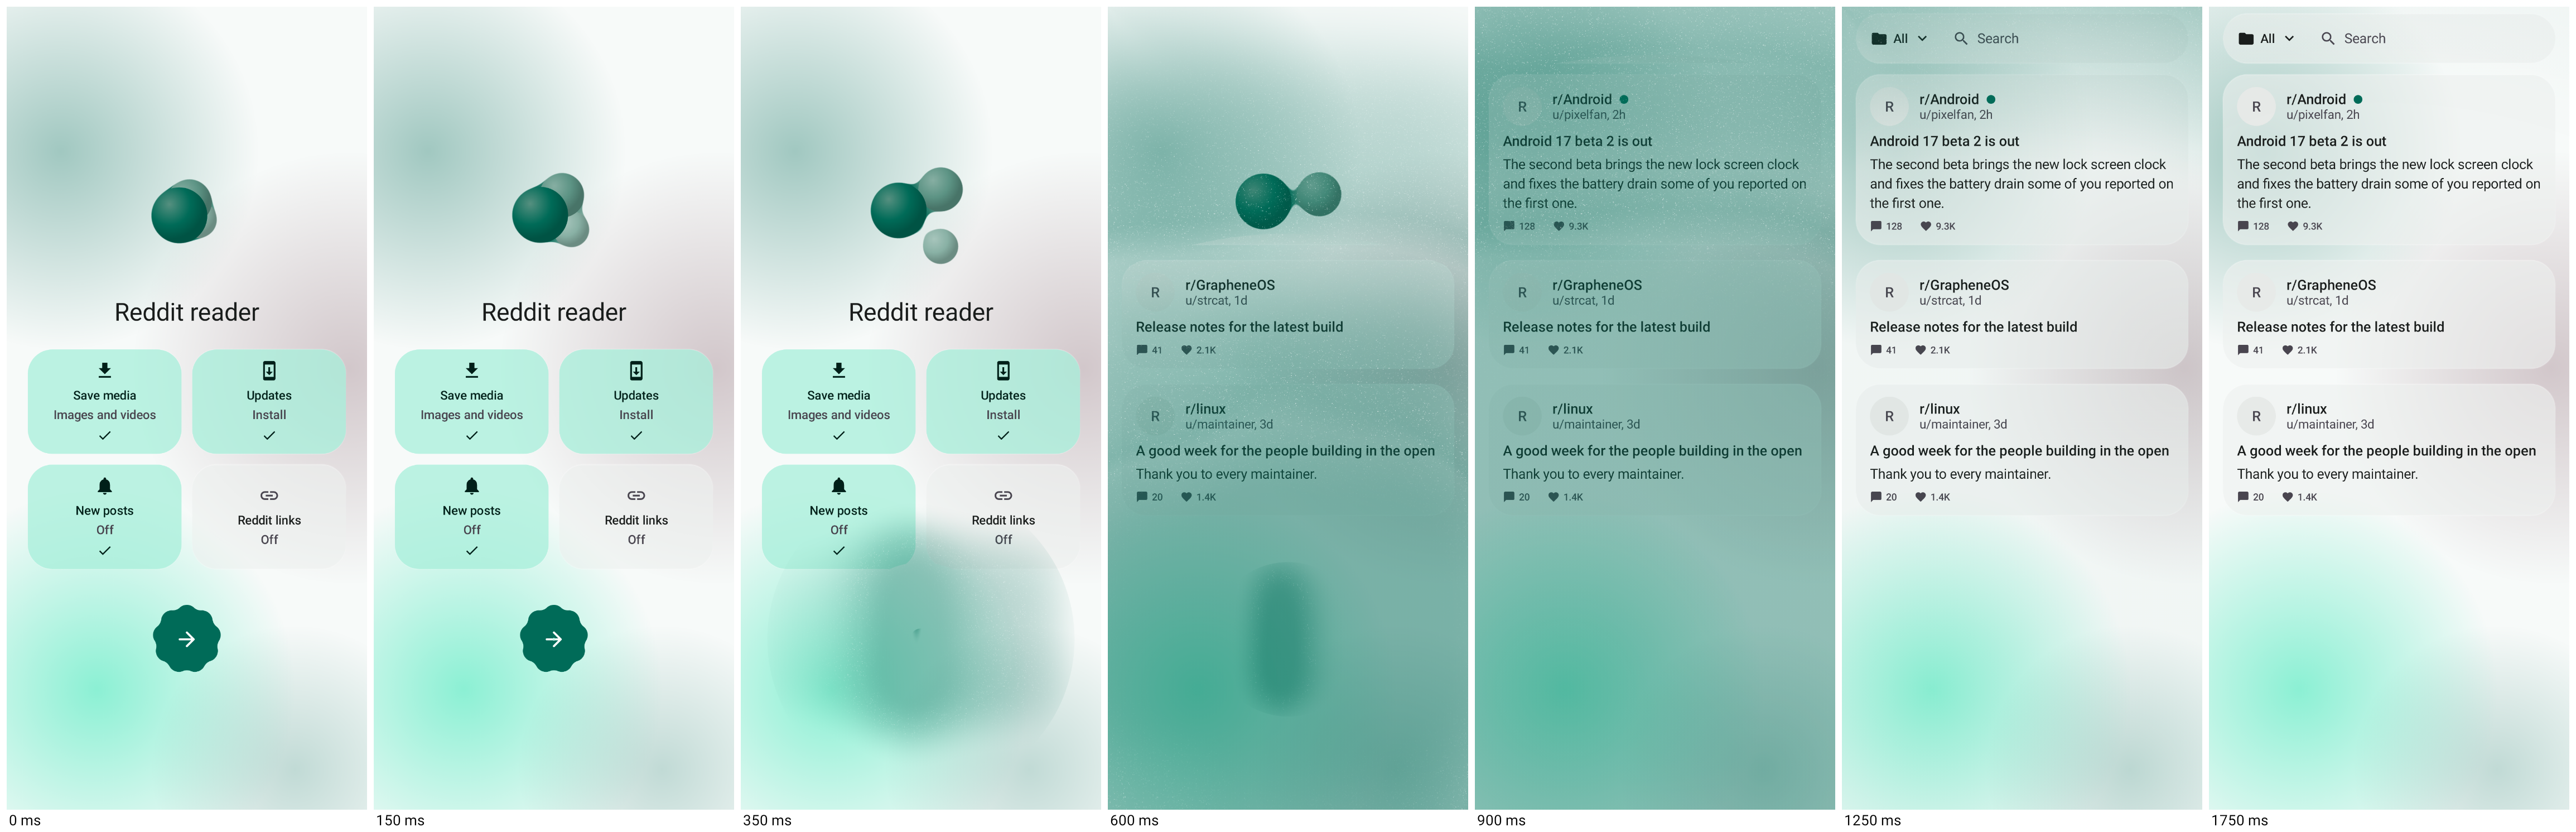 Reddit reader
Save media
Images and videos
Updates
Install
New posts
Off
Reddit links
Off
0 ms
Reddit reader
Save media
Images and videos
Updates
Install
New posts
Off
Reddit links
Off
150 ms
Reddit reader
Save media
Images and videos
Updates
Install
New posts
Off
Reddit links
Off
350 ms
R
r/GrapheneOS
u/strcat, 1d
Release notes for the latest build
41 2.1K
R
r/linux
u/maintainer, 3d
A good week for the people building in the open
Thank you to every maintainer.
20 1.4K
600 ms
R
r/Android
u/pixelfan, 2h
Android 17 beta 2 is out
The second beta brings the new lock screen clock
and fixes the battery drain some of you reported on
the first one.
128 9.3K
R
r/GrapheneOS
u/strcat, 1d
Release notes for the latest build
41 2.1K
R
r/linux
u/maintainer, 3d
A good week for the people building in the open
Thank you to every maintainer.
20 1.4K
900 ms
All Search
R
r/Android
u/pixelfan, 2h
Android 17 beta 2 is out
The second beta brings the new lock screen clock
and fixes the battery drain some of you reported on
the first one.
128 9.3K
R
r/GrapheneOS
u/strcat, 1d
Release notes for the latest build
41 2.1K
R
r/linux
u/maintainer, 3d
A good week for the people building in the open
Thank you to every maintainer.
20 1.4K
1250 ms
All Search
R
r/Android
u/pixelfan, 2h
Android 17 beta 2 is out
The second beta brings the new lock screen clock
and fixes the battery drain some of you reported on
the first one.
128 9.3K
R
r/GrapheneOS
u/strcat, 1d
Release notes for the latest build
41 2.1K
R
r/linux
u/maintainer, 3d
A good week for the people building in the open
Thank you to every maintainer.
20 1.4K
1750 ms